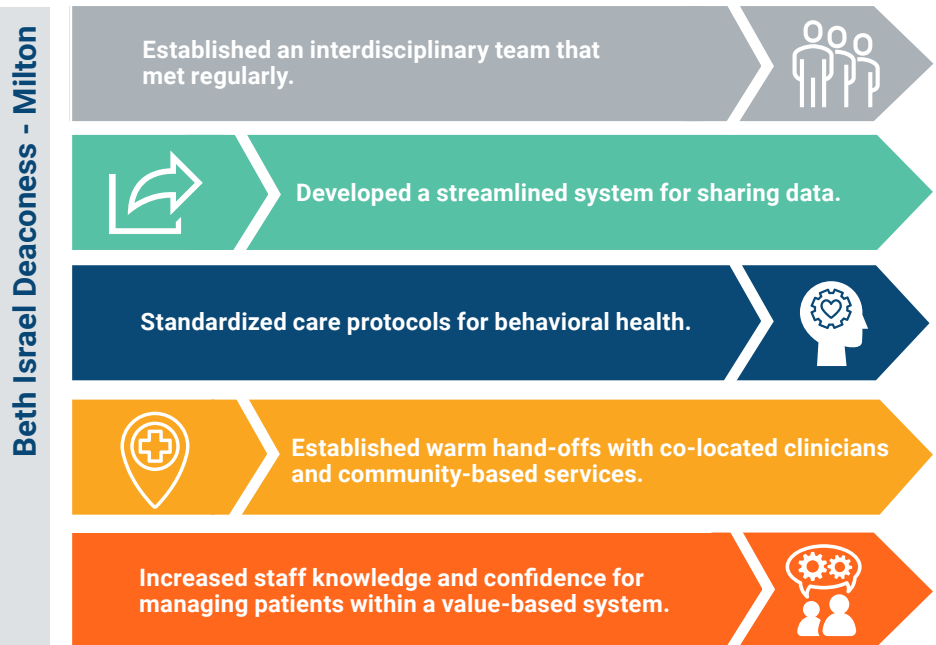 Beth Israel Deaconess - Milton
Established an interdisciplinary team that
met regularly.
Developed a streamlined system for sharing data.
Standardized care protocols for behavioral health.
Established warm hand-offs with co-located clinicians
and community-based services.
Increased staff knowledge and confidence for
managing patients within a value-based system.